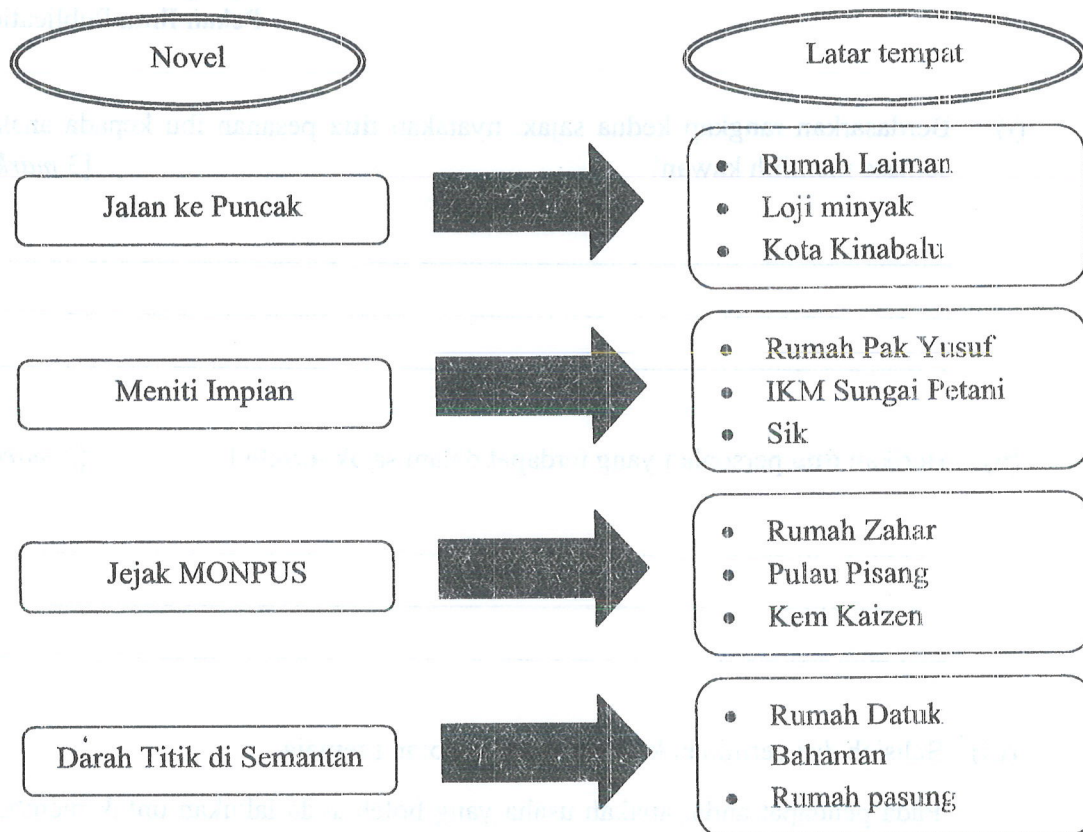 Novel
Latar tempat
Jalan ke Puncak
• Rumah Laiman
• Loji minyak
• Kota Kinabalu
Meniti Impian
• Rumah Pak Yusuf
• IKM Sungai Petani
• Sik
Jejak MONPUS
• Rumah Zahar
• Pulau Pisang
• Kem Kaizen
Darah Titik di Semantan
• Rumah Datuk
Bahaman
• Rumah pasung